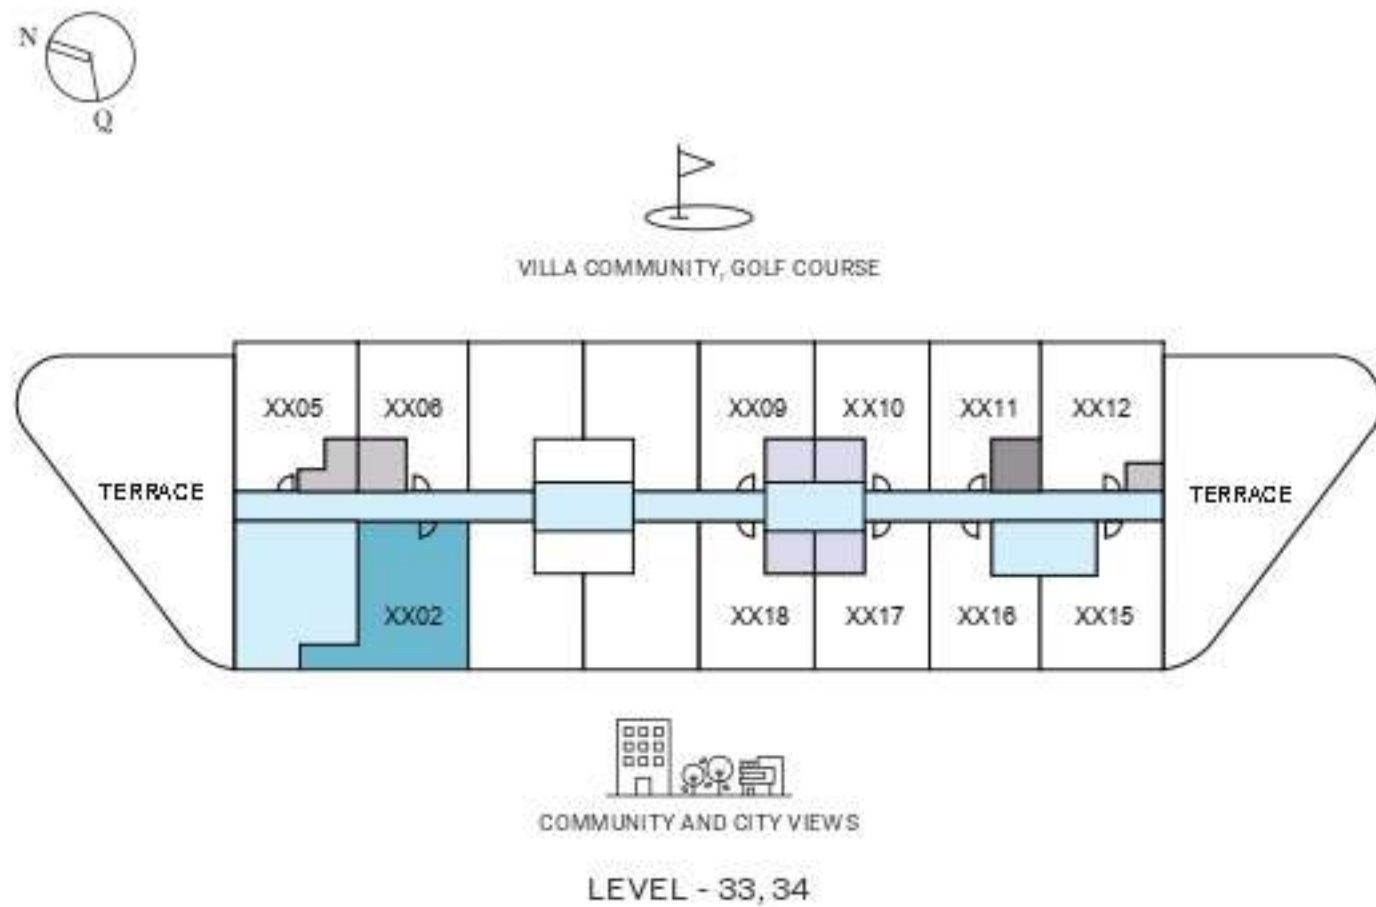 N
Q
VILLA COMMUNITY, GOLF COURSE
XX05 XX06 XX09 XX10 XX11 XX12
TERRACE TERRACE
XX02 XX18 XX17 XX16 XX15
COMMUNITY AND CITY VIEWS
LEVEL - 33, 34